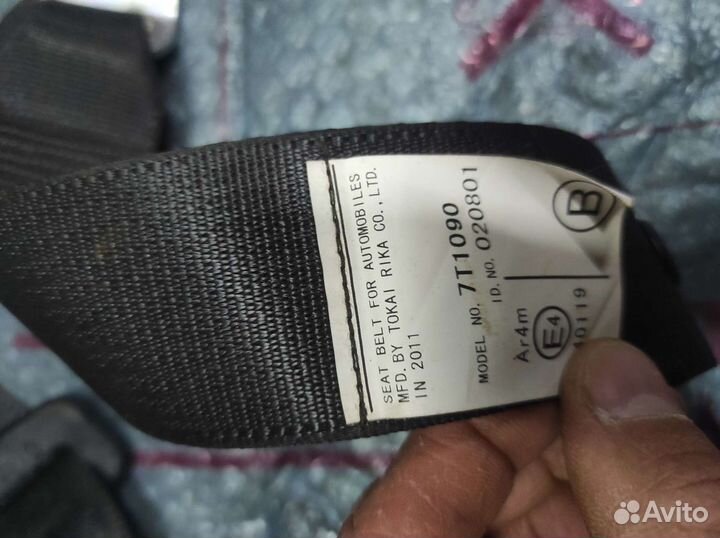 SEAT BELT FOR AUTOMOBILES
MFD. BY TOKAI RIKA CO., LTD.
IN 2011
MODEL NO. 7T1090
ID. NO. 020801
Ar4m
E4
B
Avito